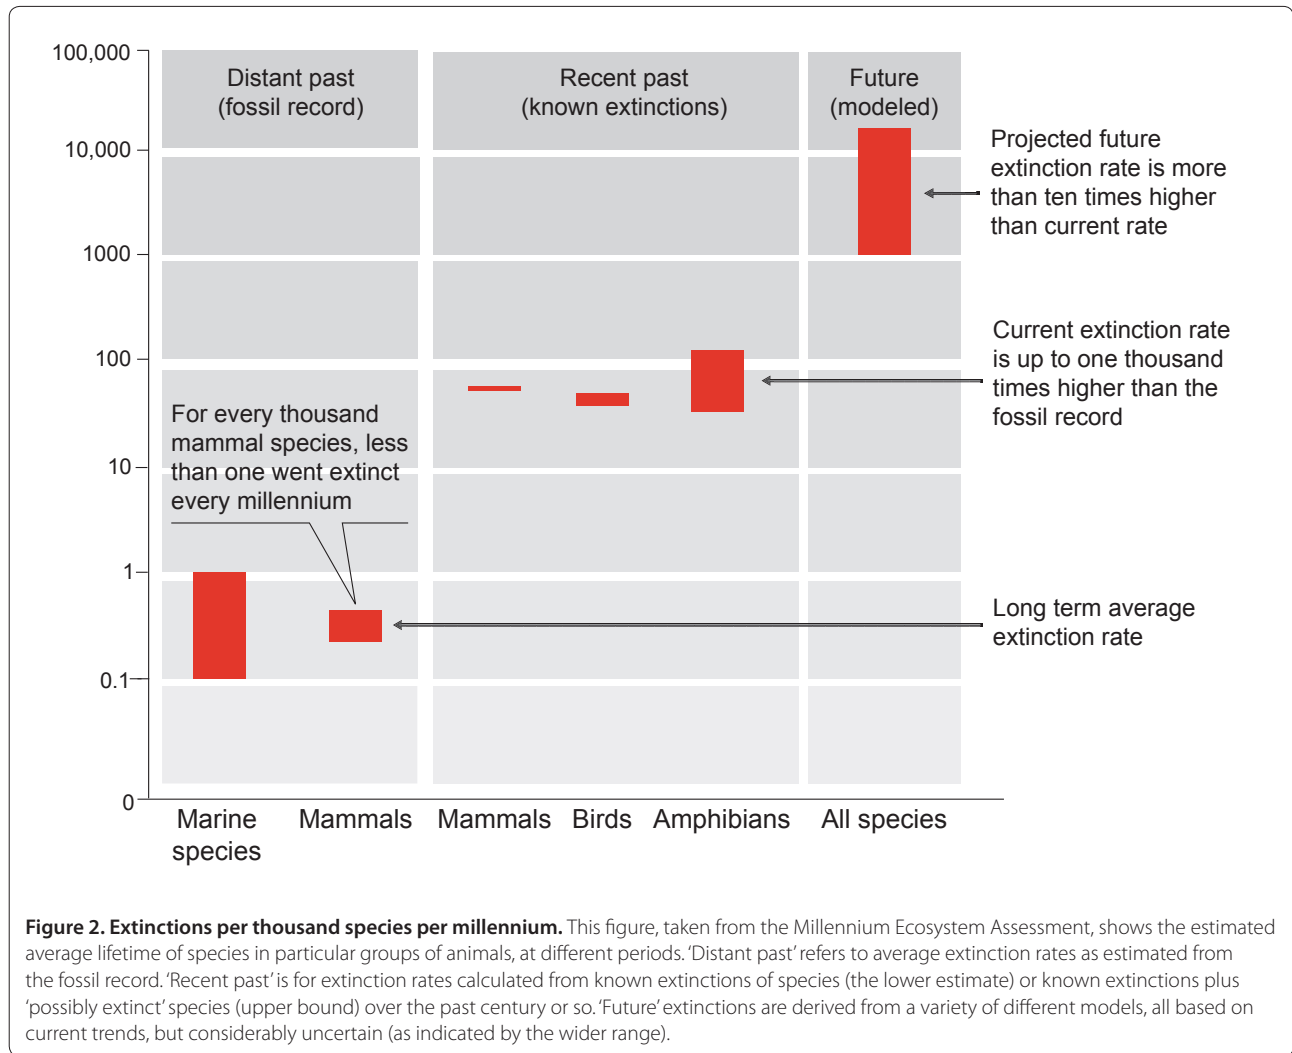 100,000
10,000
1000
100
10
1
0.1
0
Distant past
(fossil record)
Recent past
(known extinctions)
Future
(modeled)
Projected future
extinction rate is more
than ten times higher
than current rate
Current extinction rate
is up to one thousand
times higher than the
fossil record
For every thousand
mammal species, less
than one went extinct
every millennium
Long term average
extinction rate
Marine
species
Mammals
Mammals
Birds
Amphibians
All species
Figure 2. Extinctions per thousand species per millennium. This figure, taken from the Millennium Ecosystem Assessment, shows the estimated
average lifetime of species in particular groups of animals, at different periods. ‘Distant past’ refers to average extinction rates as estimated from
the fossil record. ‘Recent past’ is for extinction rates calculated from known extinctions of species (the lower estimate) or known extinctions plus
‘possibly extinct’ species (upper bound) over the past century or so. ‘Future’ extinctions are derived from a variety of different models, all based on
current trends, but considerably uncertain (as indicated by the wider range).